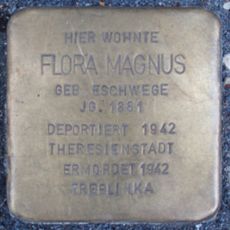 HIER WOHNTE
FLORA MAGNUS
GEB. ESCHWEGE
JG. 1881
DEPORTIERT 1942
THERESIENSTADT
ERMORDET 1942
TREBLINKA